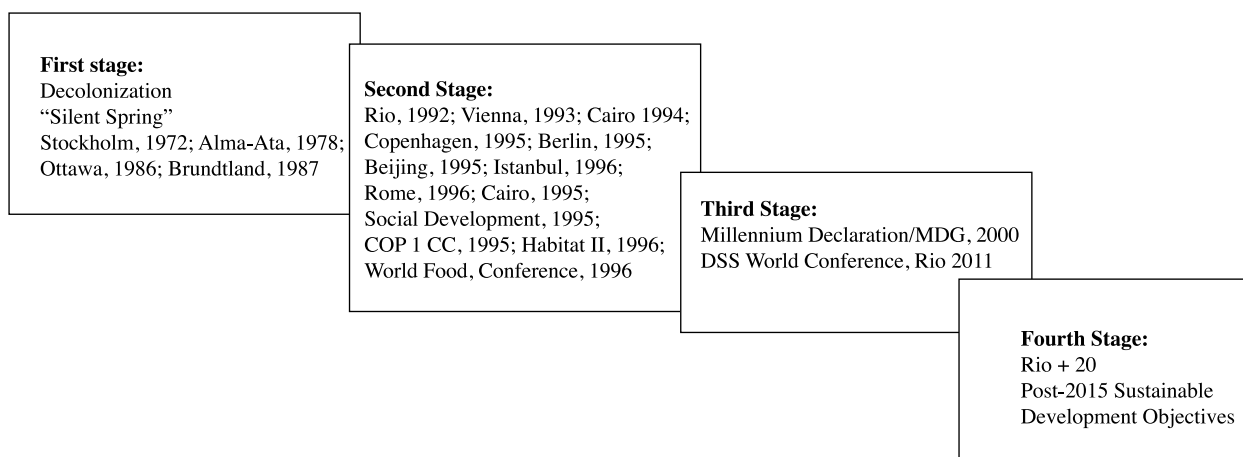 First stage:
Decolonization
“Silent Spring”
Stockholm, 1972; Alma-Ata, 1978;
Ottawa, 1986; Brundtland, 1987
Second Stage:
Rio, 1992; Vienna, 1993; Cairo 1994;
Copenhagen, 1995; Berlin, 1995;
Beijing, 1995; Istanbul, 1996;
Rome, 1996; Cairo, 1995;
Social Development, 1995;
COP 1 CC, 1995; Habitat II, 1996;
World Food, Conference, 1996
Third Stage:
Millennium Declaration/MDG, 2000
DSS World Conference, Rio 2011
Fourth Stage:
Rio + 20
Post-2015 Sustainable
Development Objectives